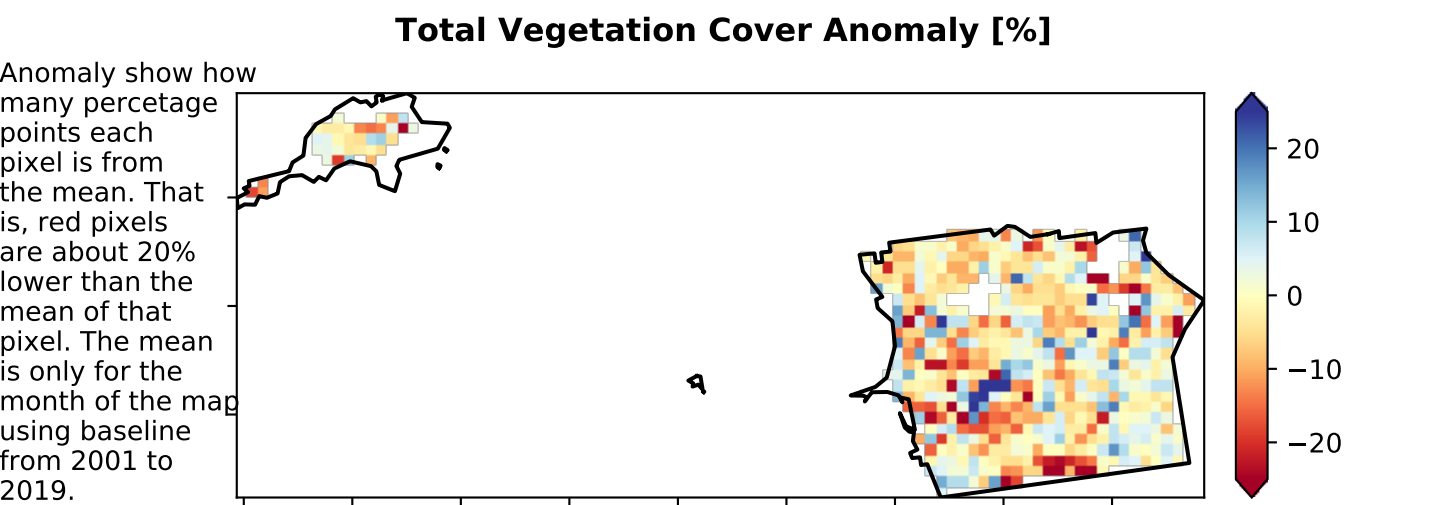 Total Vegetation Cover Anomaly [%]
Anomaly show how
many percetage
points each
pixel is from
the mean. That
is, red pixels
are about 20%
lower than the
mean of that
pixel. The mean
is only for the
month of the map
using baseline
from 2001 to
2019.
20
10
0
−10
−20